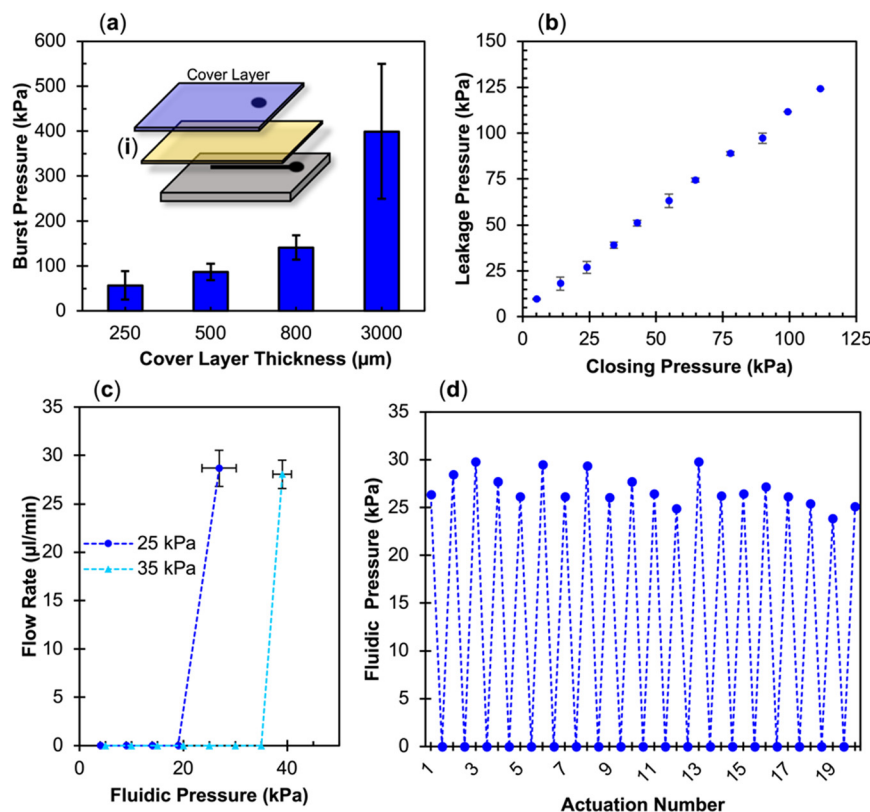 (a)
600
500
400
300
200
100
0
Burst Pressure (kPa)
Cover Layer
(i)
250 500 800 3000
Cover Layer Thickness (µm)
(b)
150
125
100
75
50
25
0
Leakage Pressure (kPa)
0 25 50 75 100 125
Closing Pressure (kPa)
(c)
35
30
25
20
15
10
5
0
Flow Rate (µl/min)
25 kPa
35 kPa
0 20 40
Fluidic Pressure (kPa)
(d)
35
30
25
20
15
10
5
0
Fluidic Pressure (kPa)
1 3 5 7 9 11 13 15 17 19
Actuation Number